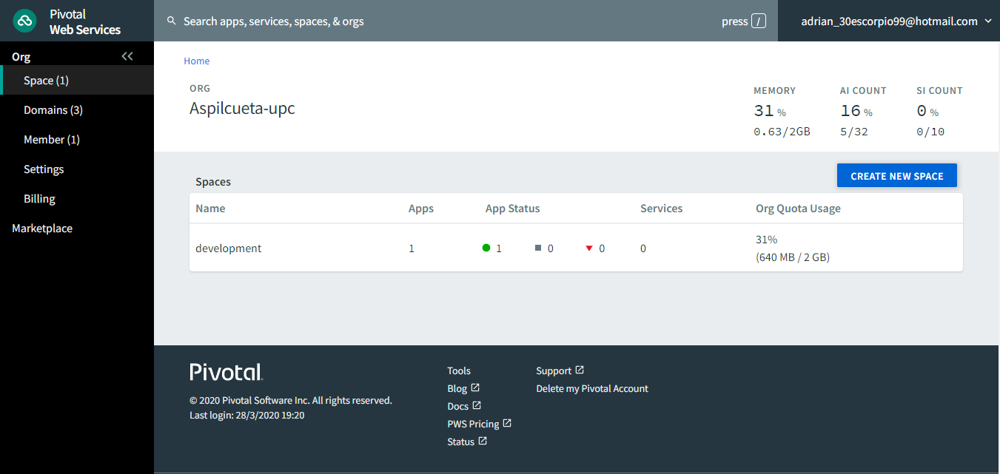 Pivotal
Web Services
Search apps, services, spaces, & orgs
press /
adrian_30escorpio99@hotmail.com
Org
Space (1)
Domains (3)
Member (1)
Settings
Billing
Marketplace
Home
ORG
Aspilcueta-upc
MEMORY AI COUNT SI COUNT
31 % 16 % 0 %
0.63/2GB 5/32 0/10
Spaces
CREATE NEW SPACE
Name Apps App Status Services Org Quota Usage
development 1 1 0 0 0 31%
(640 MB / 2 GB)
Pivotal
© 2020 Pivotal Software Inc. All rights reserved.
Last login: 28/3/2020 19:20
Tools
Blog
Docs
PWS Pricing
Status
Support
Delete my Pivotal Account